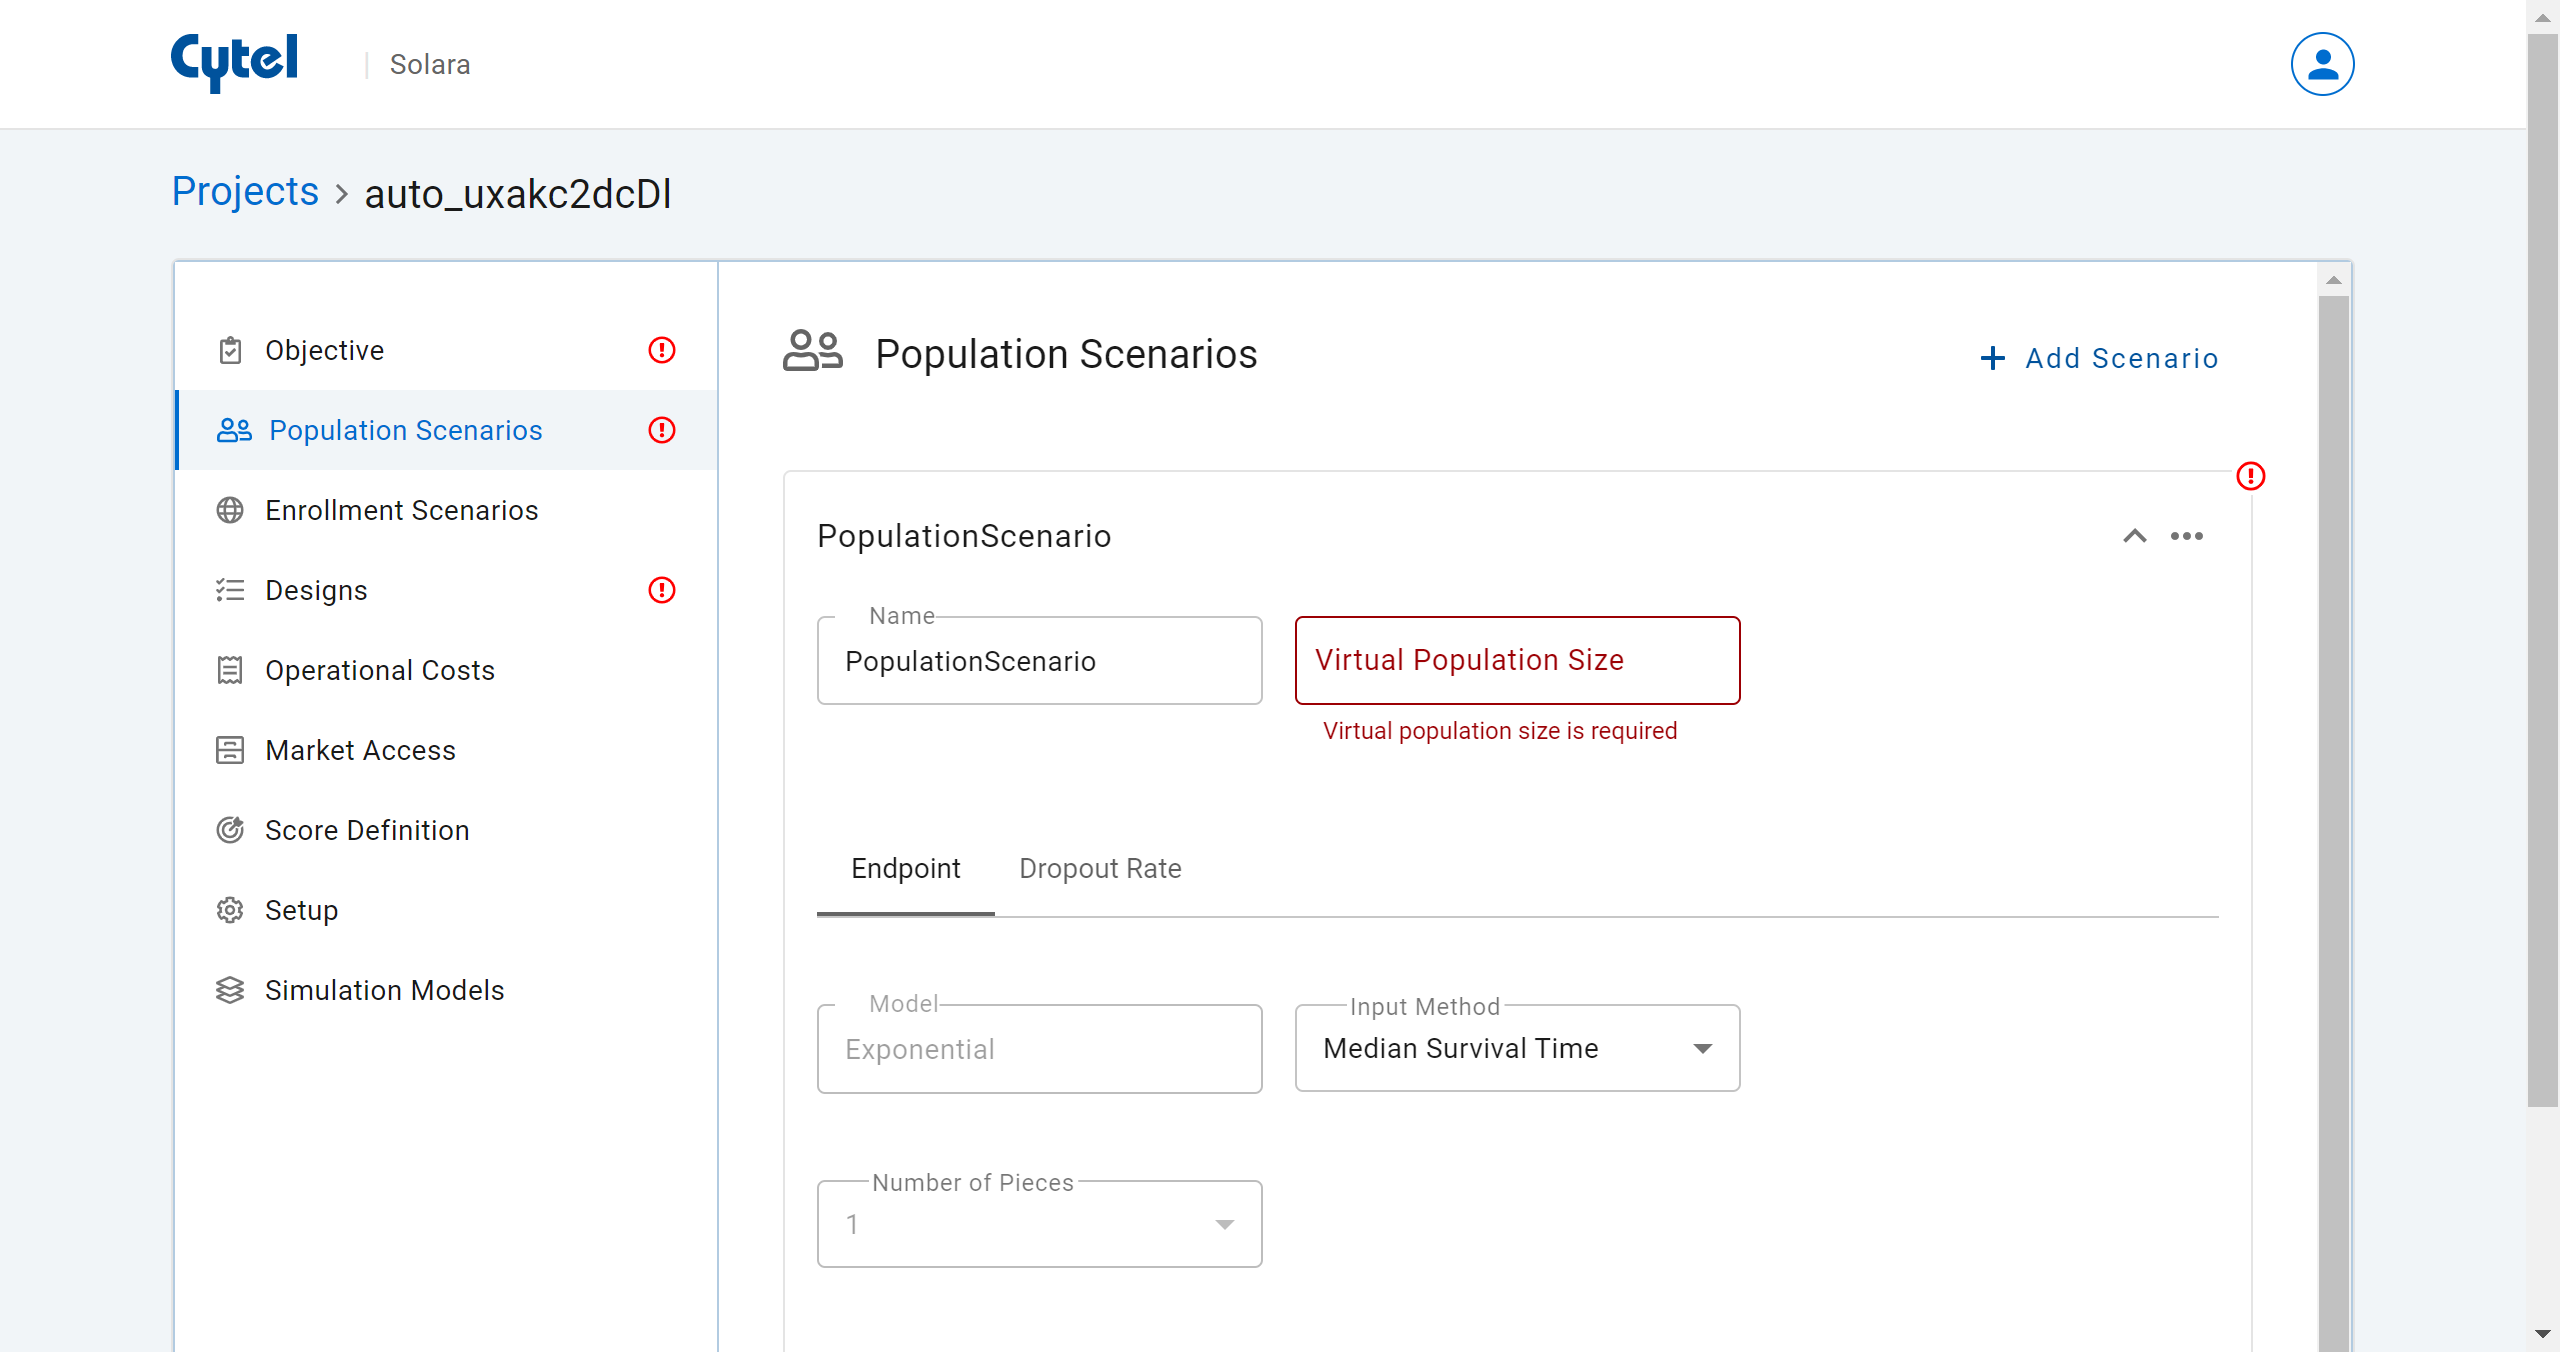 Cytel
Solara
Projects > auto_uxakc2dcDl
Objective
Population Scenarios
Enrollment Scenarios
Designs
Operational Costs
Market Access
Score Definition
Setup
Simulation Models
Population Scenarios
+ Add Scenario
PopulationScenario
Name
PopulationScenario
Virtual Population Size
Virtual population size is required
Endpoint
Dropout Rate
Model
Exponential
Input Method
Median Survival Time
Number of Pieces
1